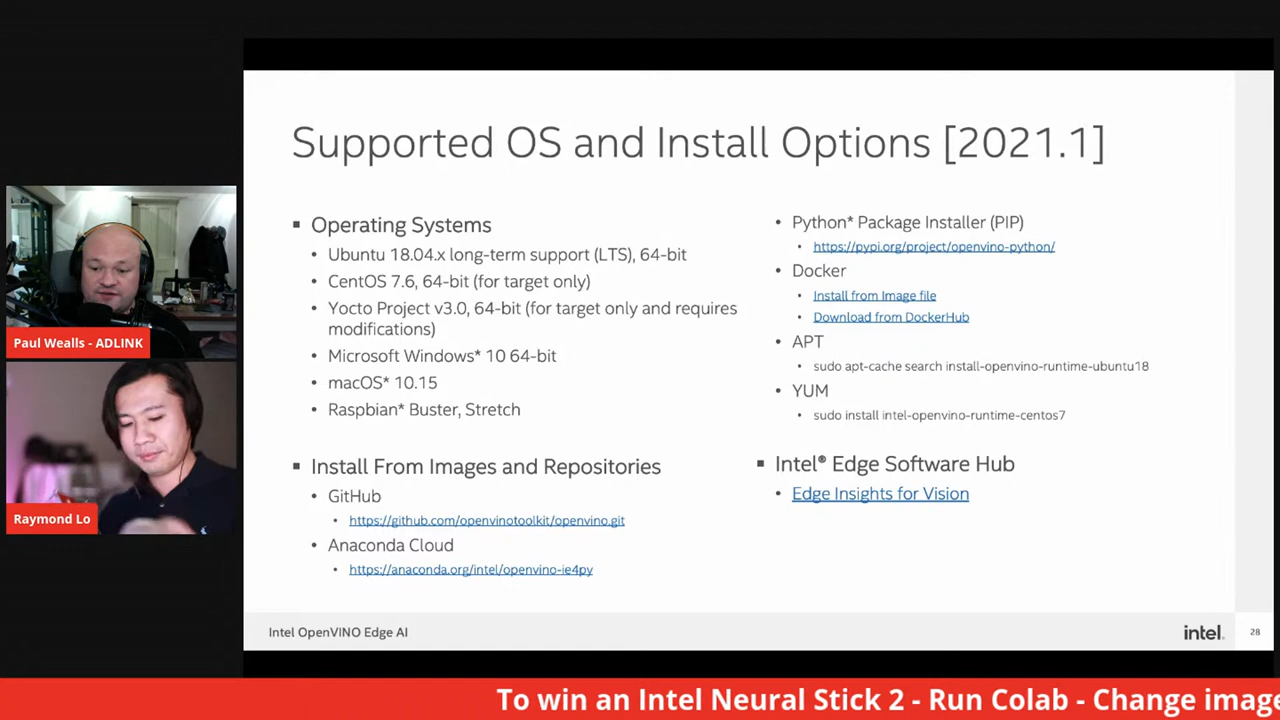 Supported OS and Install Options [2021.1]
Operating Systems
Ubuntu 18.04.x long-term support (LTS), 64-bit
CentOS 7.6, 64-bit (for target only)
Yocto Project v3.0, 64-bit (for target only and requires
modifications)
Microsoft Windows* 10 64-bit
macOS* 10.15
Raspbian* Buster, Stretch
Install From Images and Repositories
GitHub
https://github.com/openvinotoolkit/openvino.git
Anaconda Cloud
https://anaconda.org/intel/openvino-ie4py
Python* Package Installer (PIP)
https://pypi.org/project/openvino-python/
Docker
Install from Image file
Download from DockerHub
APT
sudo apt-cache search install-openvino-runtime-ubuntu18
YUM
sudo install intel-openvino-runtime-centos7
Intel® Edge Software Hub
Edge Insights for Vision
Paul Wealls - ADLINK
Raymond Lo
Intel OpenVINO Edge AI
intel.
28
To win an Intel Neural Stick 2 - Run Colab - Change image